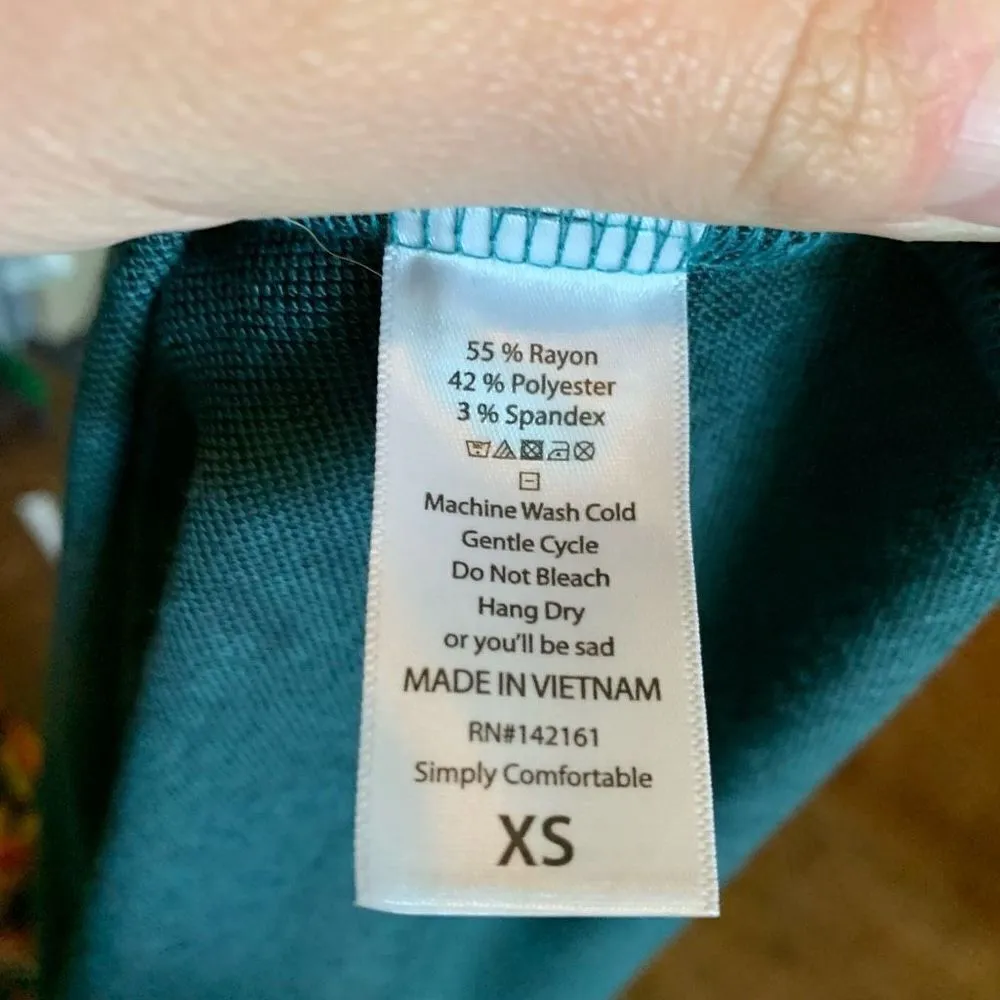 55 % Rayon
42 % Polyester
3 % Spandex
Machine Wash Cold
Gentle Cycle
Do Not Bleach
Hang Dry
or you'll be sad
MADE IN VIETNAM
RN#142161
Simply Comfortable
XS